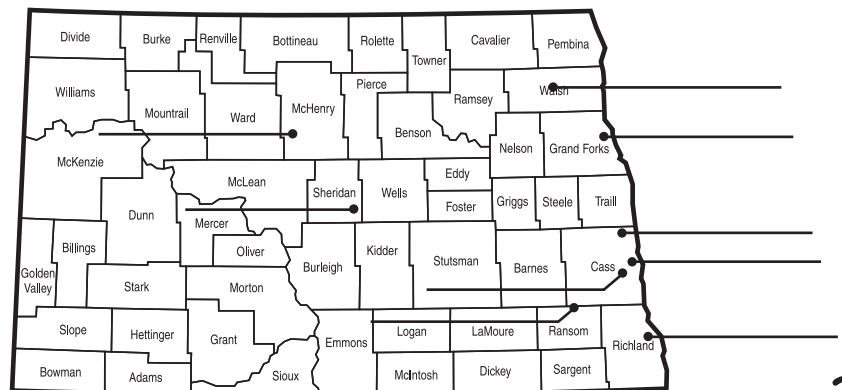 Divide
Burke
Renville
Bottineau
Rolette
Towner
Cavalier
Pembina
Williams
Mountrail
Ward
McHenry
Pierce
Benson
Ramsey
Walsh
McKenzie
Nelson
Grand Forks
McLean
Sheridan
Wells
Eddy
Foster
Griggs
Steele
Traill
Dunn
Mercer
Oliver
Billings
Golden
Valley
Stark
Morton
Burleigh
Kidder
Stutsman
Barnes
Cass
Slope
Hettinger
Grant
Emmons
Logan
LaMoure
Ransom
Richland
Bowman
Adams
Sioux
McIntosh
Dickey
Sargent